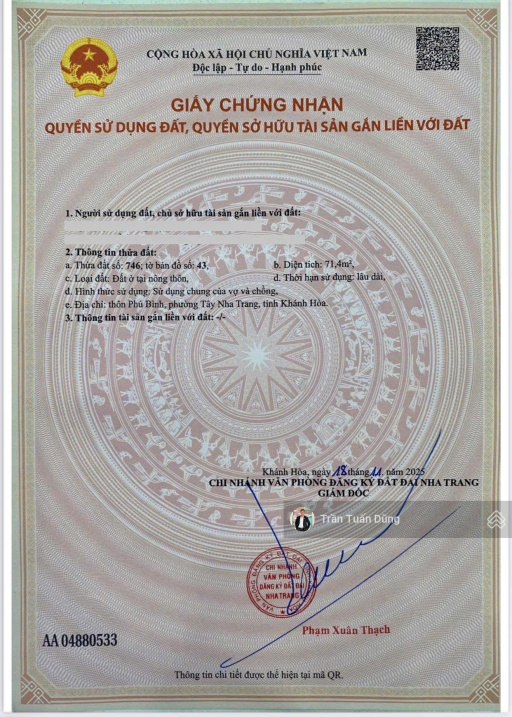 CỘNG HÒA XÃ HỘI CHỦ NGHĨA VIỆT NAM
Độc lập - Tự do - Hạnh phúc
GIẤY CHỨNG NHẬN
QUYỀN SỬ DỤNG ĐẤT, QUYỀN SỞ HỮU TÀI SẢN GẮN LIỀN VỚI ĐẤT
1. Người sử dụng đất, chủ sở hữu tài sản gắn liền với đất:
2. Thông tin thửa đất:
a. Thửa đất số: 746; tờ bản đồ số: 43, b. Diện tích: 71,4m²,
c. Loại đất: Đất ở tại nông thôn, d. Thời hạn sử dụng: lâu dài,
đ. Hình thức sử dụng: Sử dụng chung của vợ và chồng,
e. Địa chỉ: thôn Phú Bình, phường Tây Nha Trang, tỉnh Khánh Hòa.
3. Thông tin tài sản gắn liền với đất: -/-
Khánh Hòa, ngày 18 tháng 11 năm 2025
CHI NHÁNH VĂN PHÒNG ĐĂNG KÝ ĐẤT ĐAI NHA TRANG
GIÁM ĐỐC
Trần Tuấn Dũng
CHI NHÁNH
VĂN PHÒNG
ĐĂNG KÝ ĐẤT ĐAI
NHA TRANG
Phạm Xuân Thạch
AA 04880533
Thông tin chi tiết được thể hiện tại mã QR.